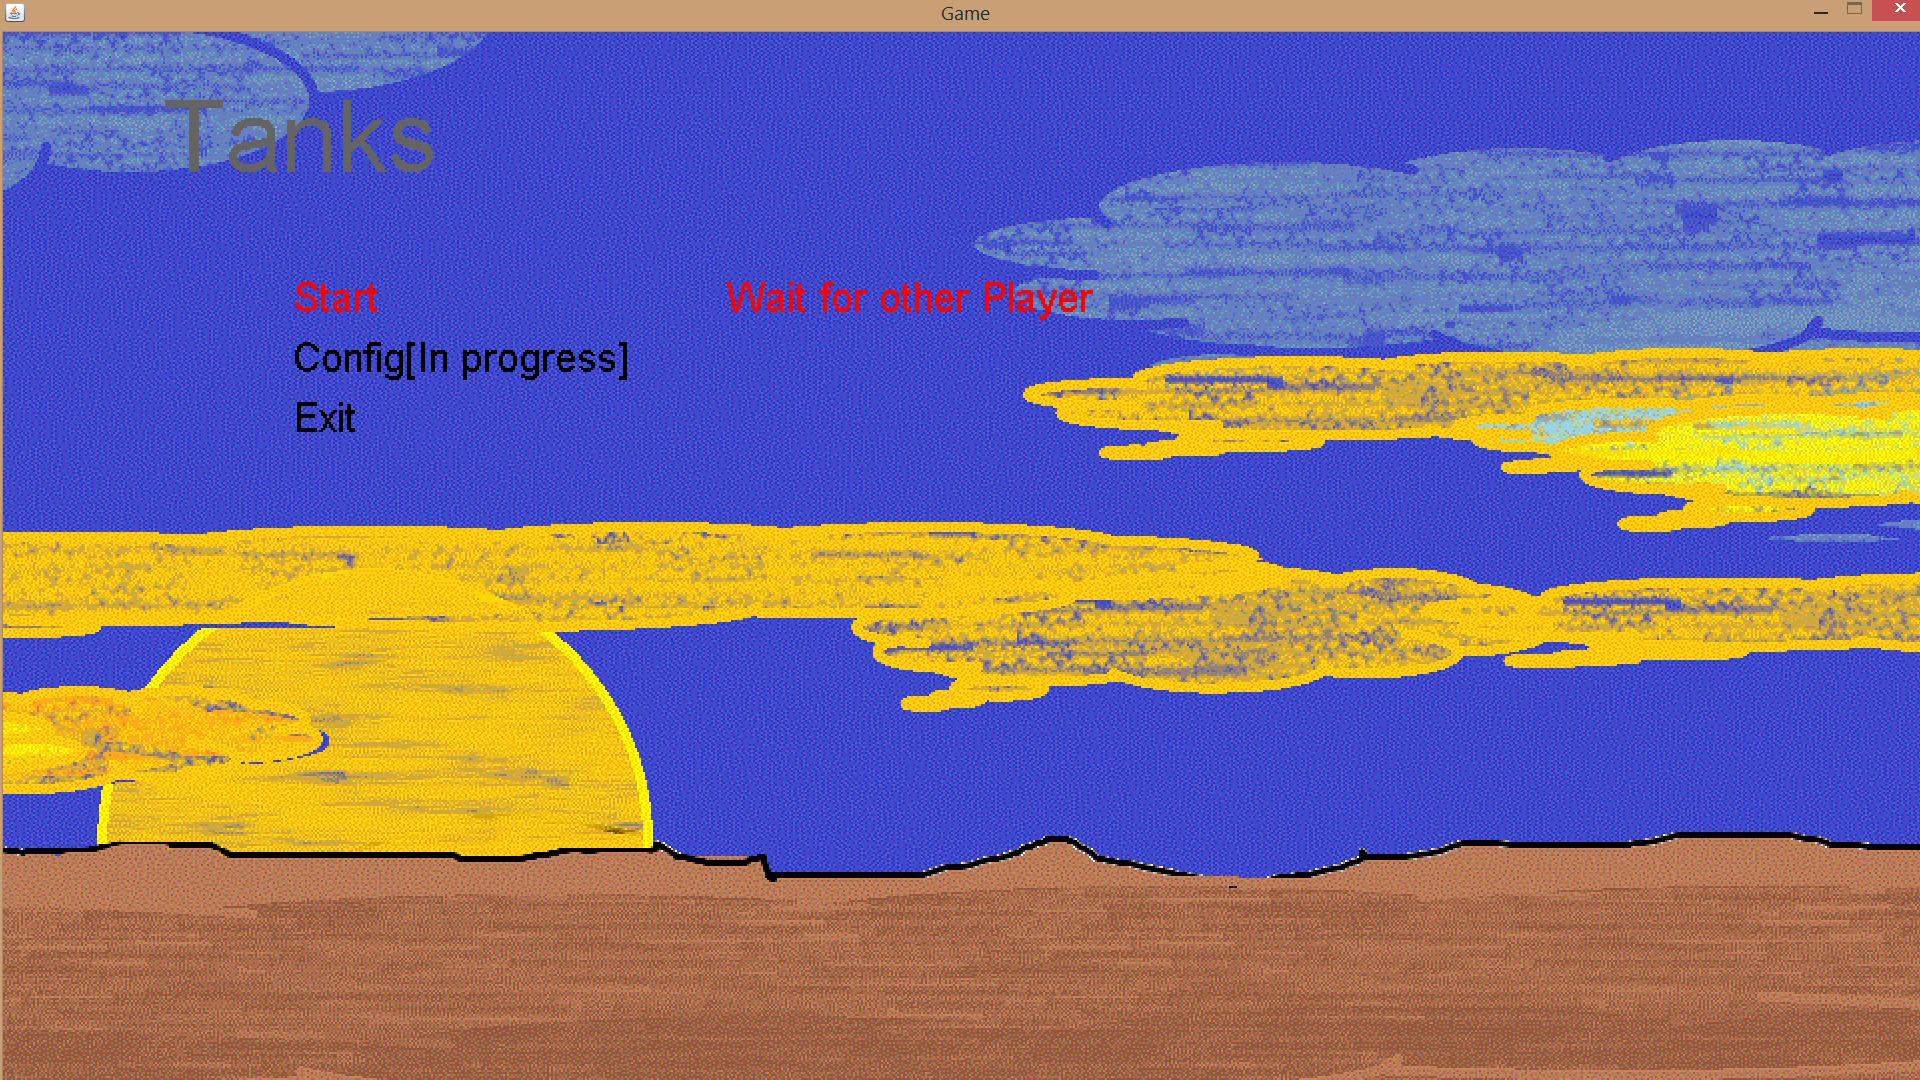 Game
Tanks
Start
Wait for other Player
Config[In progress]
Exit